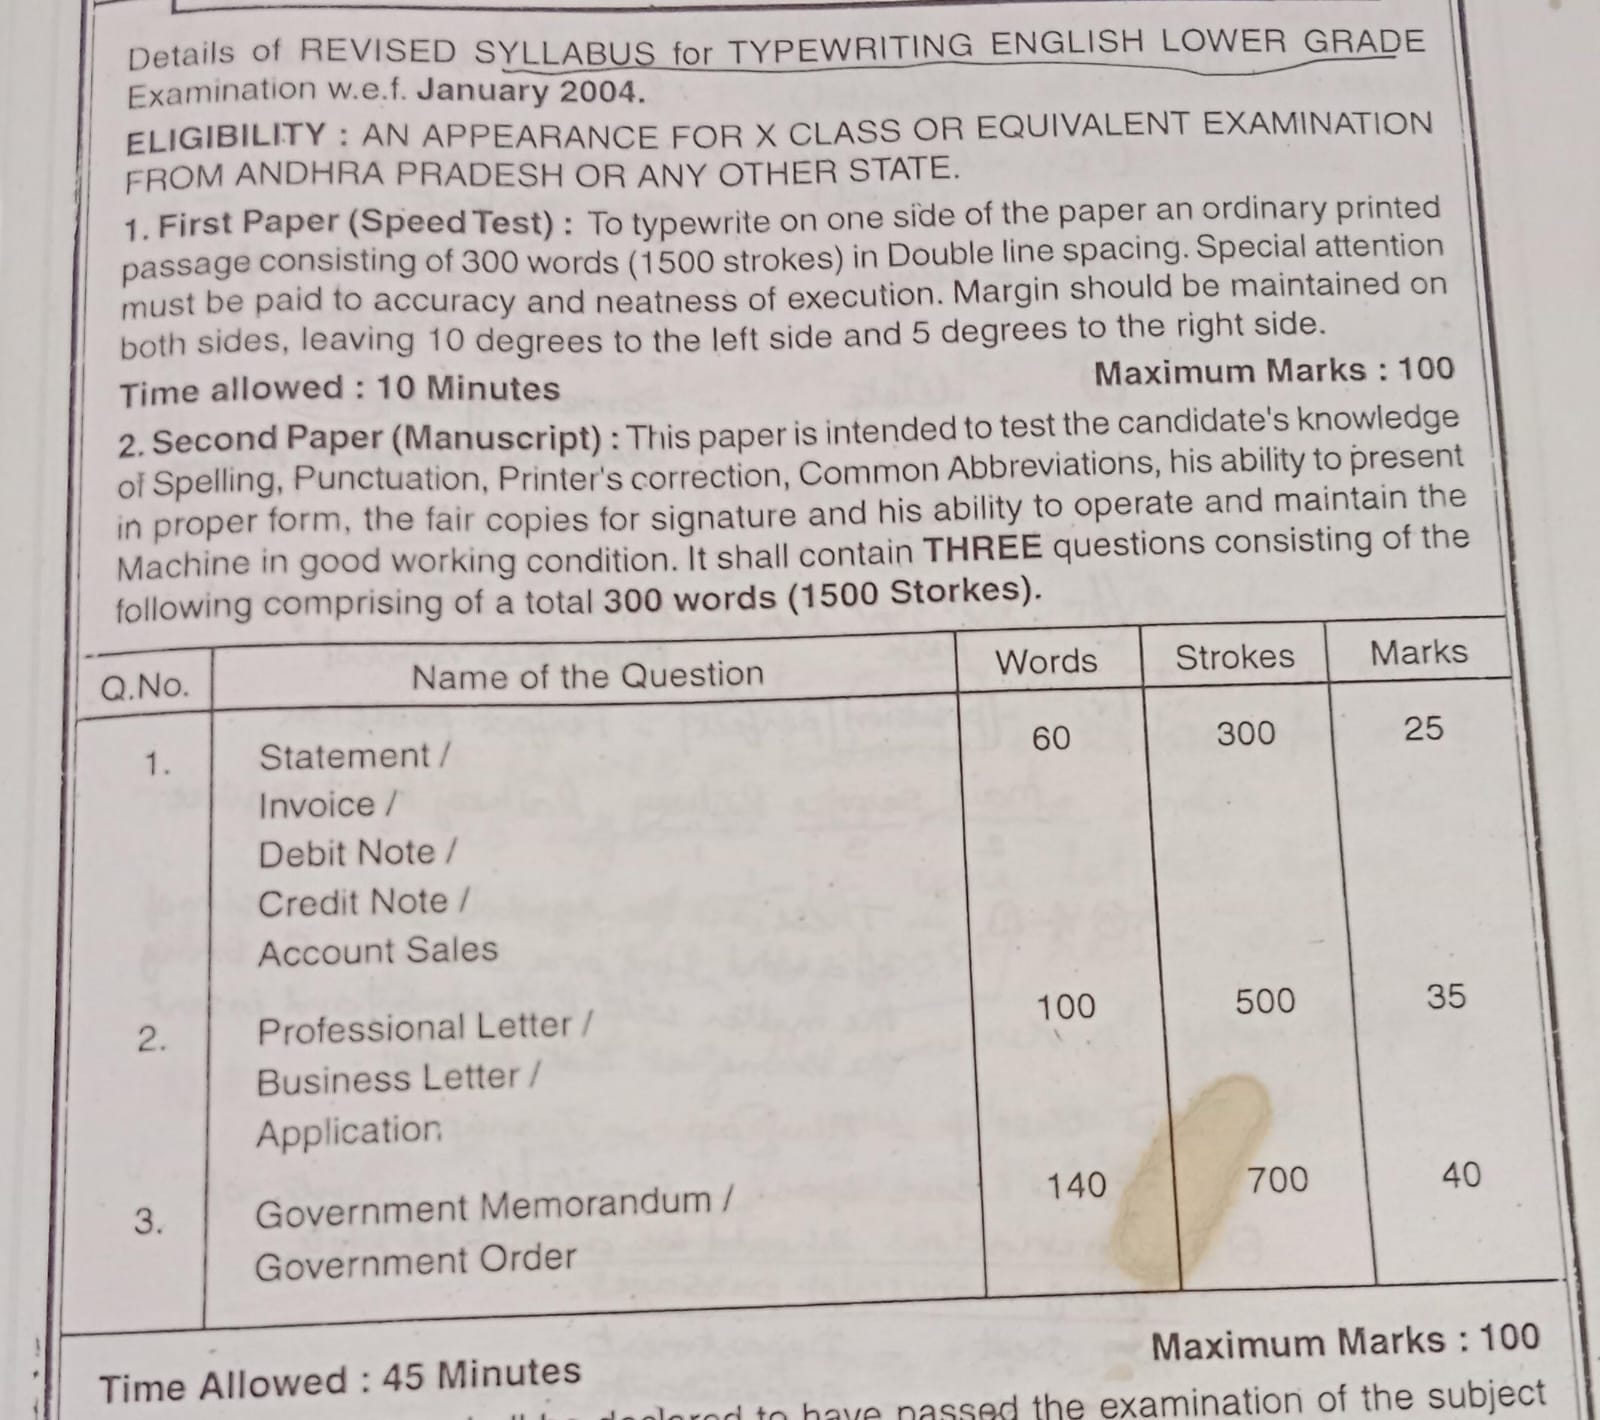 Details of REVISED SYLLABUS for TYPEWRITING ENGLISH LOWER GRADE
Examination w.e.f. January 2004.
ELIGIBILITY : AN APPEARANCE FOR X CLASS OR EQUIVALENT EXAMINATION
FROM ANDHRA PRADESH OR ANY OTHER STATE.
1. First Paper (Speed Test) : To typewrite on one side of the paper an ordinary printed
passage consisting of 300 words (1500 strokes) in Double line spacing. Special attention
must be paid to accuracy and neatness of execution. Margin should be maintained on
both sides, leaving 10 degrees to the left side and 5 degrees to the right side.
Time allowed : 10 Minutes Maximum Marks : 100
2. Second Paper (Manuscript) : This paper is intended to test the candidate's knowledge
of Spelling, Punctuation, Printer's correction, Common Abbreviations, his ability to present
in proper form, the fair copies for signature and his ability to operate and maintain the
Machine in good working condition. It shall contain THREE questions consisting of the
following comprising of a total 300 words (1500 Storkes).
Q.No. Name of the Question Words Strokes Marks
1. Statement / 60 300 25
Invoice /
Debit Note /
Credit Note /
Account Sales
2. Professional Letter / 100 500 35
Business Letter /
Application
3. Government Memorandum / 140 700 40
Government Order
Time Allowed : 45 Minutes Maximum Marks : 100
to have passed the examination of the subject